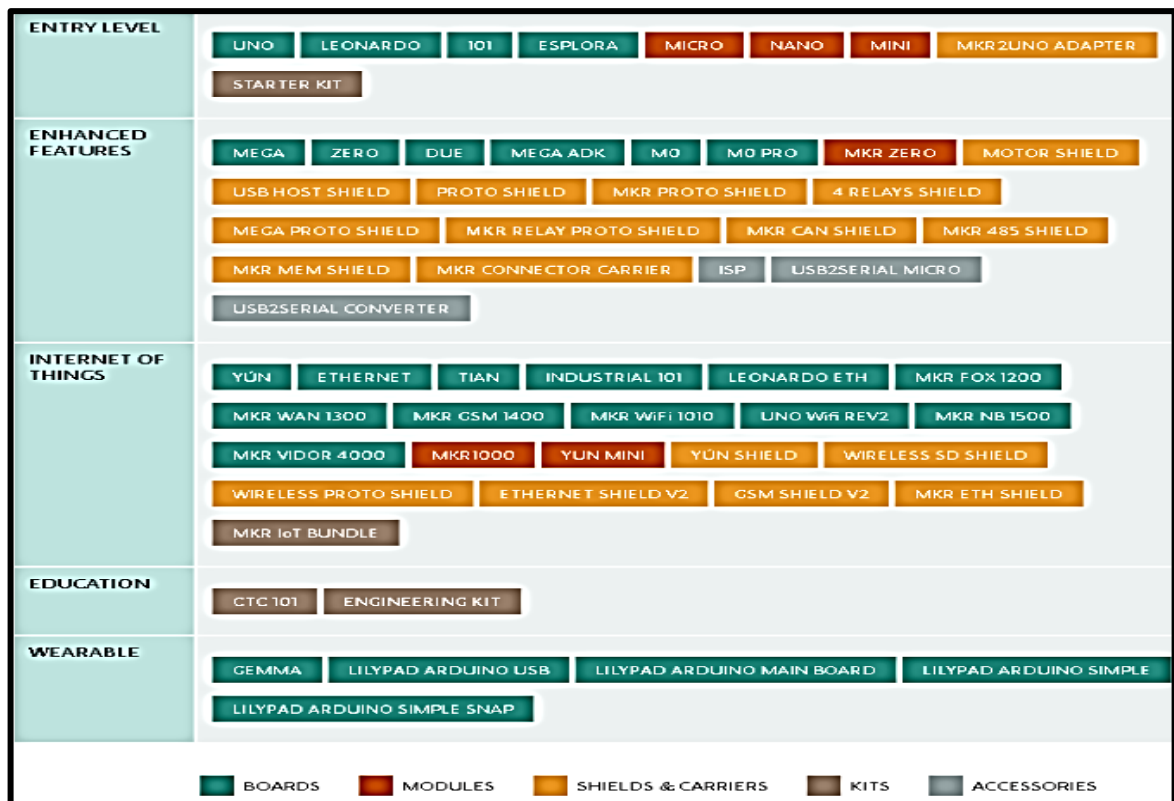 ENTRY LEVEL
UNO LEONARDO 101 ESPLORA MICRO NANO MINI MKR2UNO ADAPTER
STARTER KIT
ENHANCED
FEATURES
MEGA ZERO DUE MEGA ADK M0 M0 PRO MKR ZERO MOTOR SHIELD
USB HOST SHIELD PROTO SHIELD MKR PROTO SHIELD 4 RELAYS SHIELD
MEGA PROTO SHIELD MKR RELAY PROTO SHIELD MKR CAN SHIELD MKR 485 SHIELD
MKR MEM SHIELD MKR CONNECTOR CARRIER ISP USB2SERIAL MICRO
USB2SERIAL CONVERTER
INTERNET OF
THINGS
YÚN ETHERNET TIAN INDUSTRIAL 101 LEONARDO ETH MKR FOX 1200
MKR WAN 1300 MKR GSM 1400 MKR WiFi 1010 UNO Wifi REV2 MKR NB 1500
MKR VIDOR 4000 MKR1000 YUN MINI YÚN SHIELD WIRELESS SD SHIELD
WIRELESS PROTO SHIELD ETHERNET SHIELD V2 GSM SHIELD V2 MKR ETH SHIELD
MKR IoT BUNDLE
EDUCATION
CTC 101 ENGINEERING KIT
WEARABLE
GEMMA LILYPAD ARDUINO USB LILYPAD ARDUINO MAIN BOARD LILYPAD ARDUINO SIMPLE
LILYPAD ARDUINO SIMPLE SNAP
BOARDS MODULES SHIELDS & CARRIERS KITS ACCESSORIES